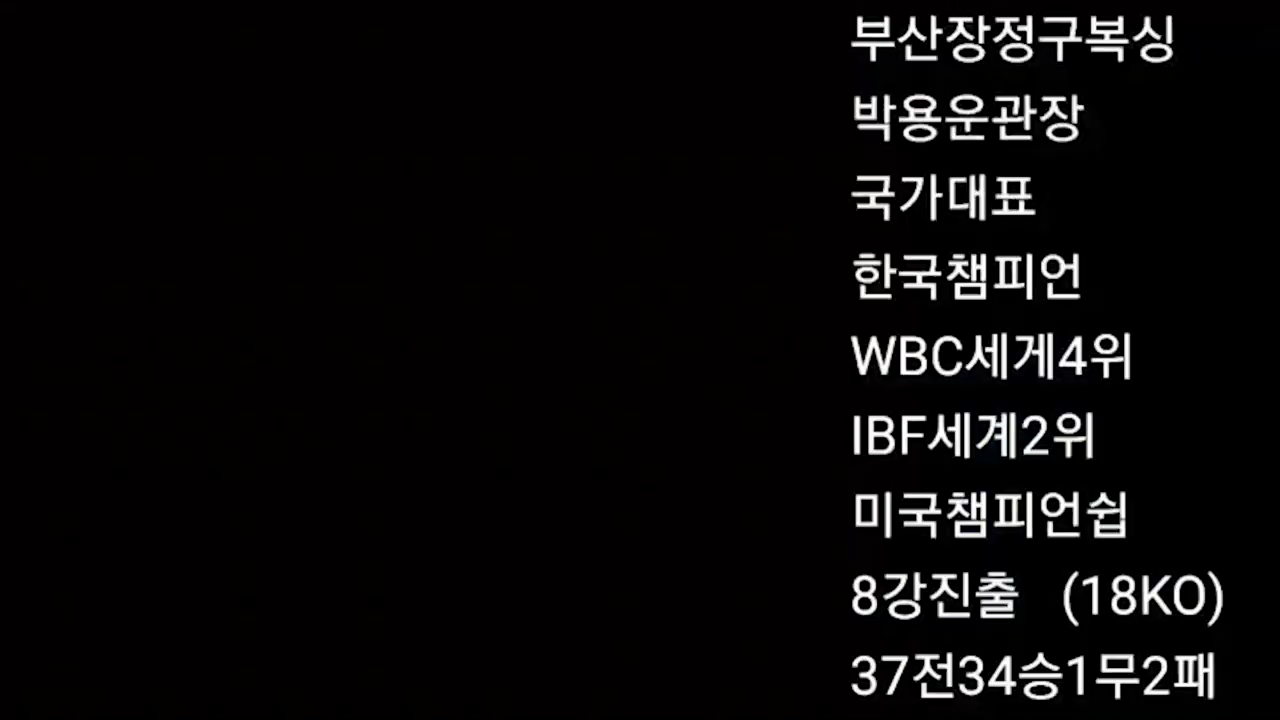 부산장정구복싱
박용운관장
국가대표
한국챔피언
WBC세게4위
IBF세계2위
미국챔피언쉽
8강진출 (18KO)
37전34승1무2패